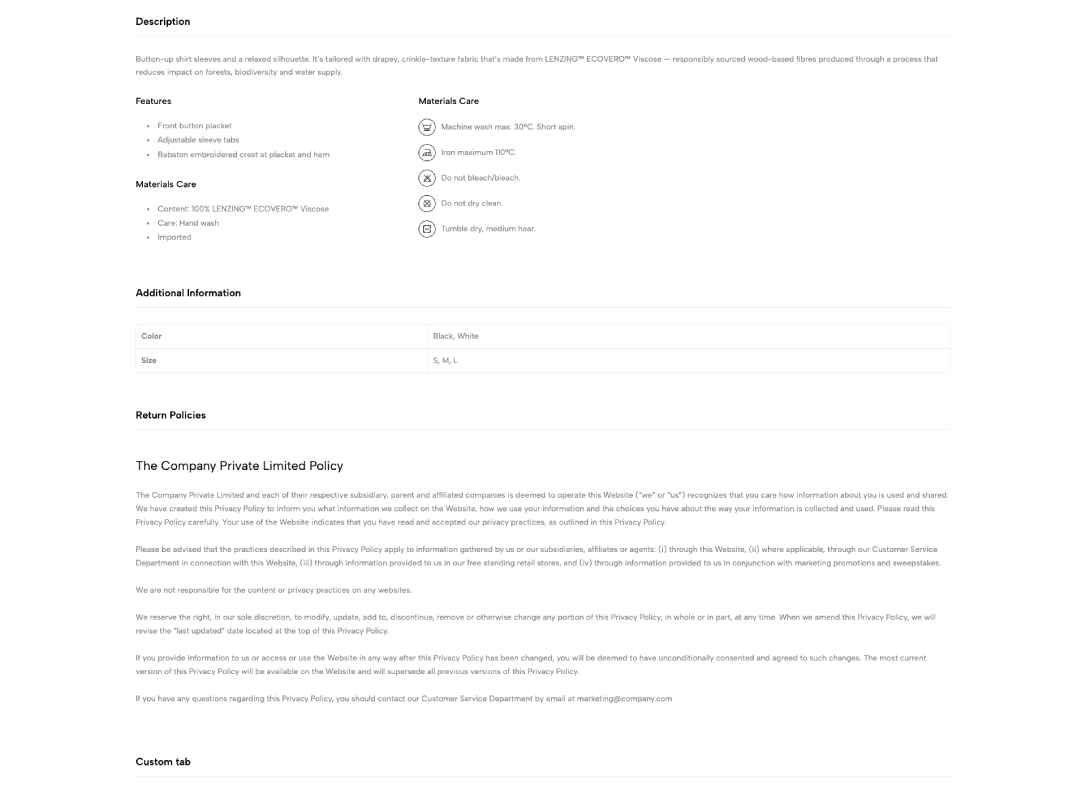 Description
Button-up shirt sleeves and a relaxed silhouette. It's tailored with drapey, crinkle-texture fabric that's made from LENZING™ ECOVERO™ Viscose — responsibly sourced wood-based fibres produced through a process that
reduces impact on forests, biodiversity and water supply.
Features
Front button placket
Adjustable sleeve tabs
Babaton embroidered crest at placket and hem
Materials Care
Content: 100% LENZING™ ECOVERO™ Viscose
Care: Hand wash
Imported
Materials Care
Machine wash max. 30ºC. Short spin.
Iron maximum 110ºC.
Do not bleach/bleach.
Do not dry clean.
Tumble dry, medium hear.
Additional Information
Color Black, White
Size S, M, L
Return Policies
The Company Private Limited Policy
The Company Private Limited and each of their respective subsidiary, parent and affiliated companies is deemed to operate this Website ("we" or "us") recognizes that you care how information about you is used and shared.
We have created this Privacy Policy to inform you what information we collect on the Website, how we use your information and the choices you have about the way your information is collected and used. Please read this
Privacy Policy carefully. Your use of the Website indicates that you have read and accepted our privacy practices, as outlined in this Privacy Policy.
Please be advised that the practices described in this Privacy Policy apply to information gathered by us or our subsidiaries, affiliates or agents: (i) through this Website, (ii) where applicable, through our Customer Service
Department in connection with this Website, (iii) through information provided to us in our free standing retail stores, and (iv) through information provided to us in conjunction with marketing promotions and sweepstakes.
We are not responsible for the content or privacy practices on any websites.
We reserve the right, in our sole discretion, to modify, update, add to, discontinue, remove or otherwise change any portion of this Privacy Policy, in whole or in part, at any time. When we amend this Privacy Policy, we will
revise the "last updated" date located at the top of this Privacy Policy.
If you provide information to us or access or use the Website in any way after this Privacy Policy has been changed, you will be deemed to have unconditionally consented and agreed to such changes. The most current
version of this Privacy Policy will be available on the Website and will supersede all previous versions of this Privacy Policy.
If you have any questions regarding this Privacy Policy, you should contact our Customer Service Department by email at marketing@company.com
Custom tab